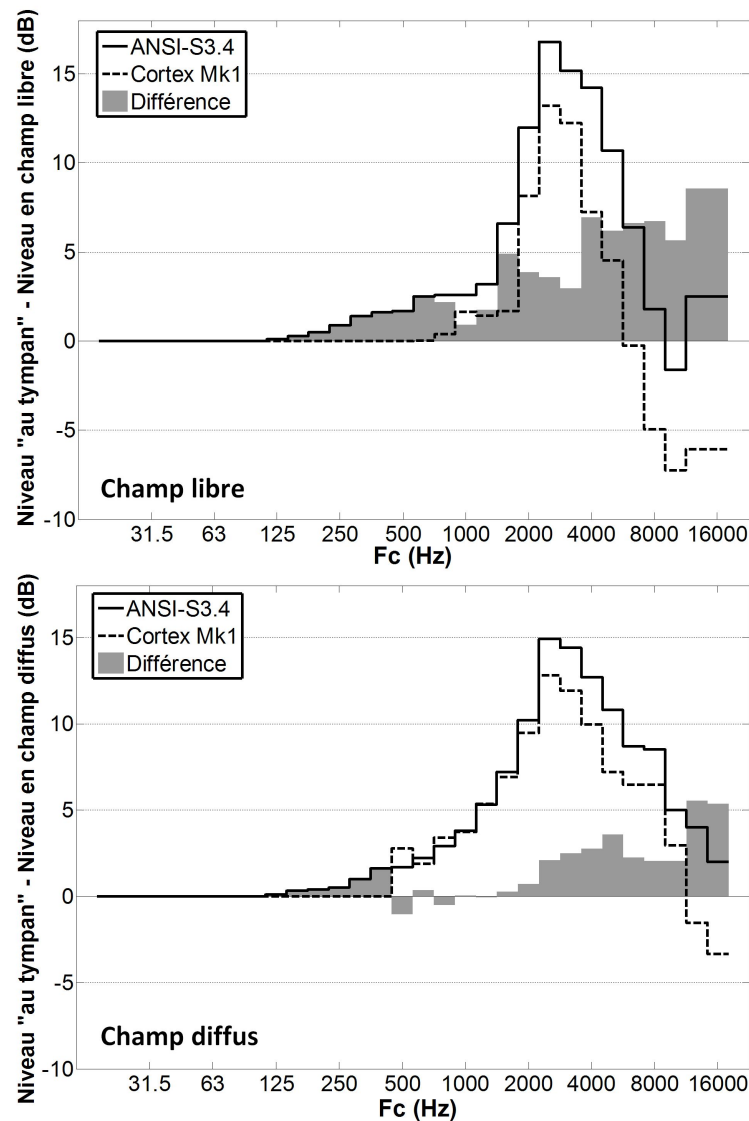 Niveau "au tympan" - Niveau en champ libre (dB)
15
10
5
0
-5
-10
ANSI-S3.4
Cortex Mk1
Différence
Champ libre
31.5 63 125 250 500 1000 2000 4000 8000 16000
Fc (Hz)
Niveau "au tympan" - Niveau en champ diffus (dB)
15
10
5
0
-5
-10
ANSI-S3.4
Cortex Mk1
Différence
Champ diffus
31.5 63 125 250 500 1000 2000 4000 8000 16000
Fc (Hz)